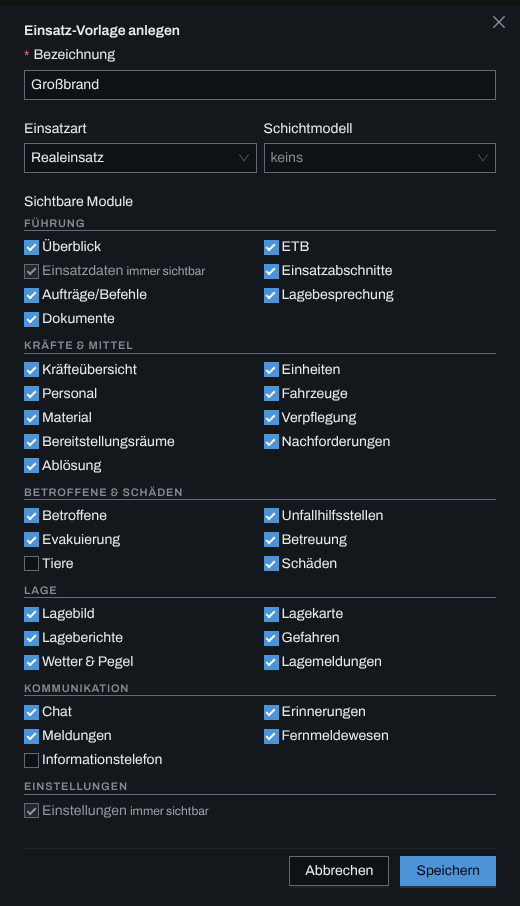 Einsatz-Vorlage anlegen
* Bezeichnung
Großbrand
Einsatzart Schichtmodell
Realeinsatz keins
Sichtbare Module
FÜHRUNG
Überblick ETB
Einsatzdaten immer sichtbar Einsatzabschnitte
Aufträge/Befehle Lagebesprechung
Dokumente
KRÄFTE & MITTEL
Kräfteübersicht Einheiten
Personal Fahrzeuge
Material Verpflegung
Bereitstellungsräume Nachforderungen
Ablösung
BETROFFENE & SCHÄDEN
Betroffene Unfallhilfsstellen
Evakuierung Betreuung
Tiere Schäden
LAGE
Lagebild Lagekarte
Lageberichte Gefahren
Wetter & Pegel Lagemeldungen
KOMMUNIKATION
Chat Erinnerungen
Meldungen Fernmeldewesen
Informationstelefon
EINSTELLUNGEN
Einstellungen immer sichtbar
Abbrechen Speichern